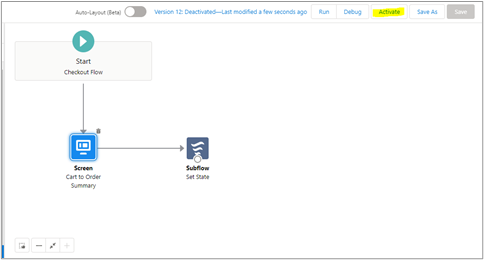 Auto-Layout (Beta) Version 12: Deactivated—Last modified a few seconds ago Run Debug Activate Save As Save
Start
Checkout Flow
Screen
Cart to Order
Summary
Subflow
Set State